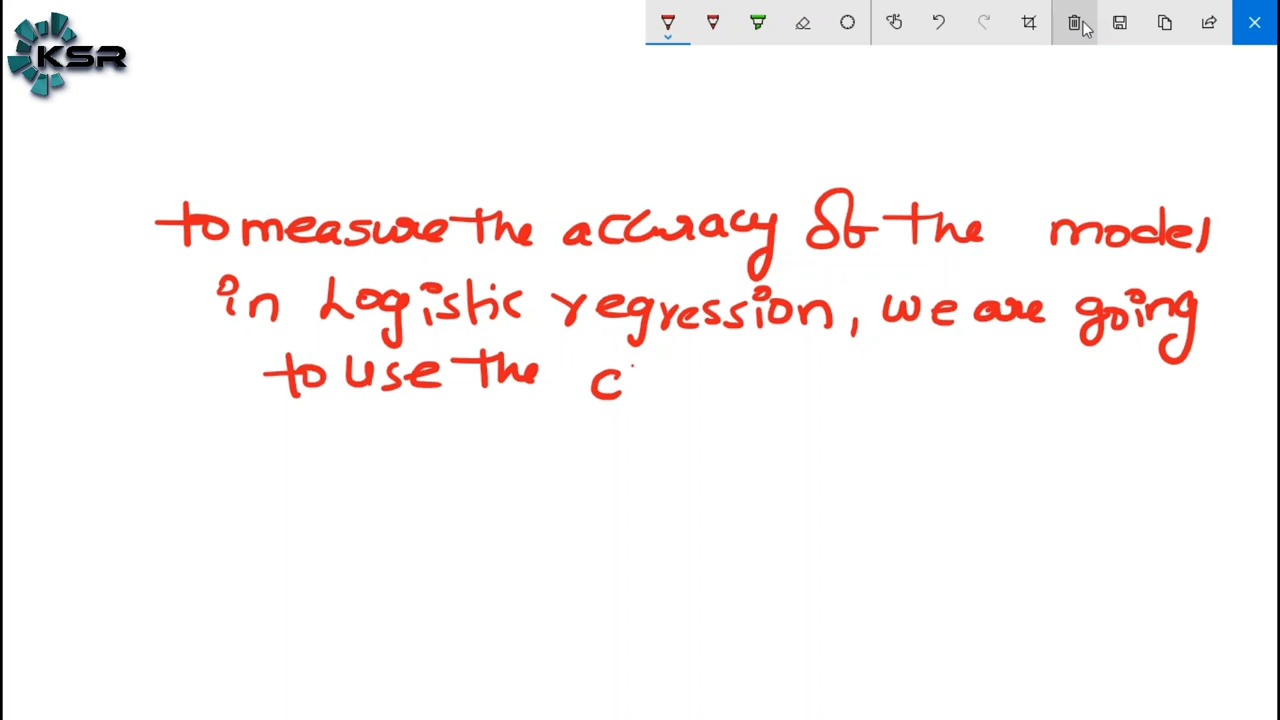 KSR
to measure the accuracy of the model
in Logistic regression, we are going
to use the c